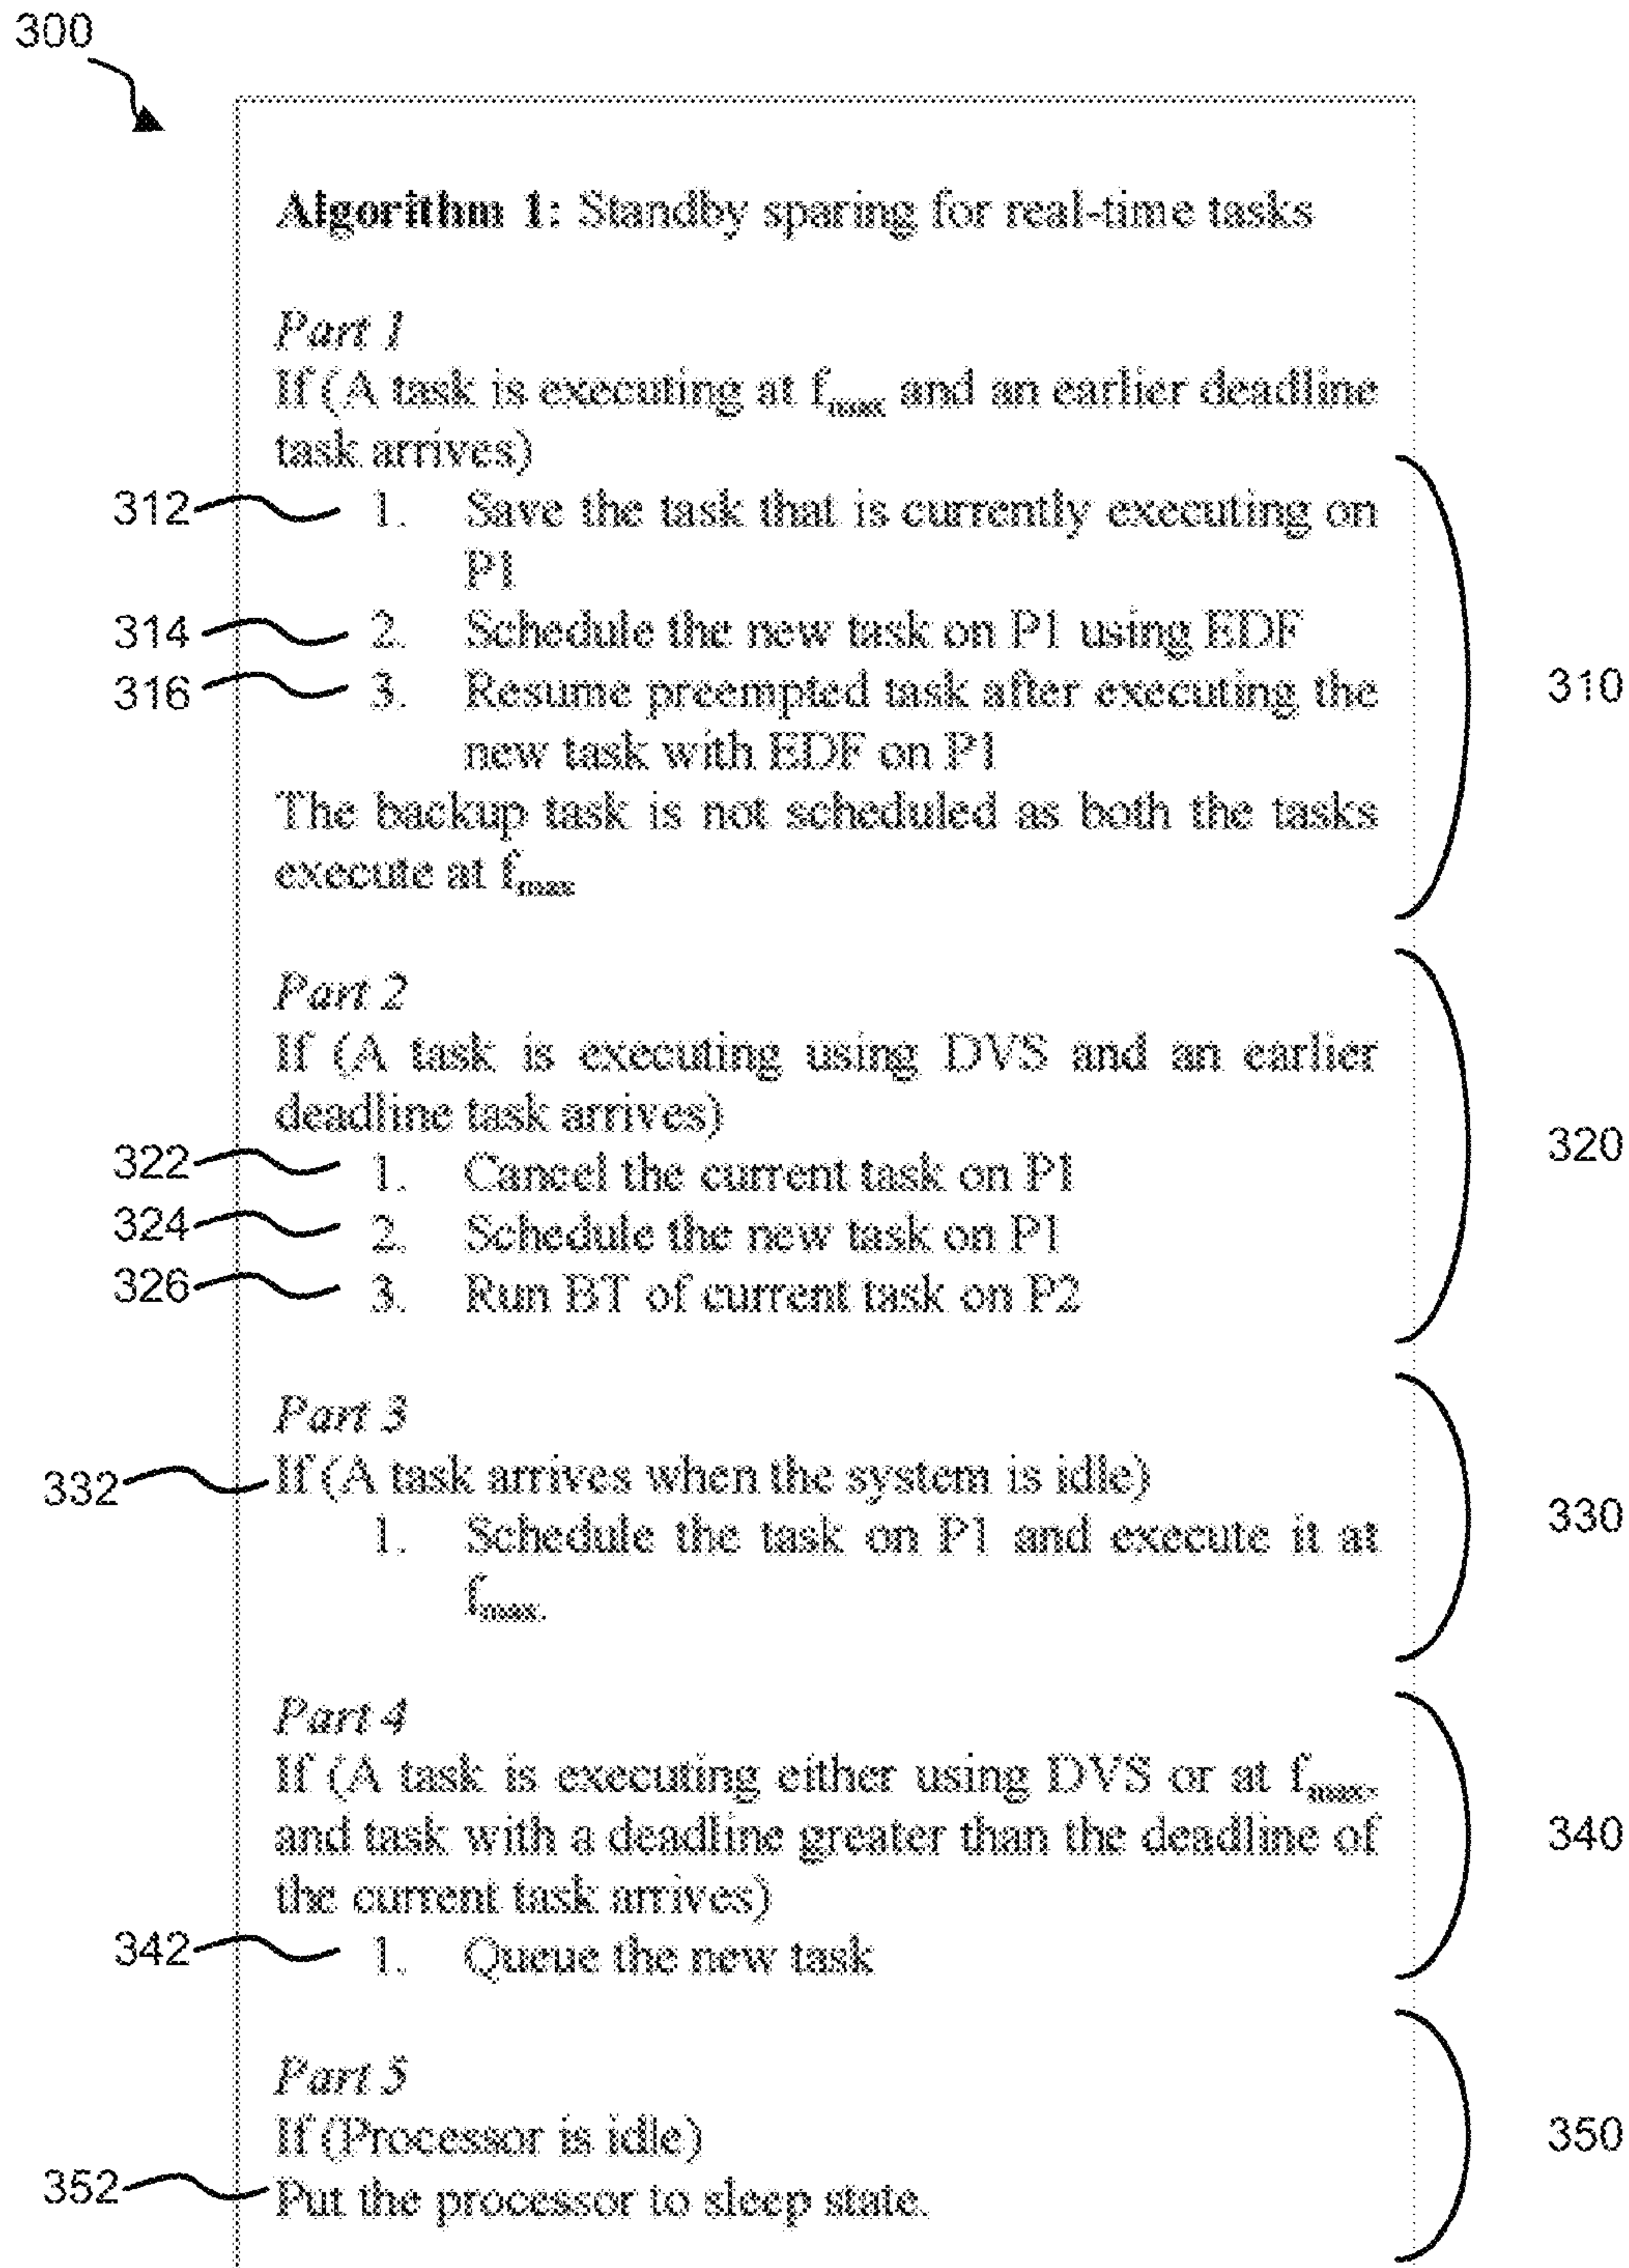 300
Algorithm 1: Standby sparing for real-time tasks
Part 1
If (A task is executing at fmax and an earlier deadline
task arrives)
312 1. Save the task that is currently executing on
P1
314 2. Schedule the new task on P1 using EDF
316 3. Resume preempted task after executing the
310
new task with EDF on P1
The backup task is not scheduled as both the tasks
execute at fmax
Part 2
If (A task is executing using DVS and an earlier
deadline task arrives)
320
322 1. Cancel the current task on P1
324 2. Schedule the new task on P1
326 3. Run BT of current task on P2
Part 3
332 If (A task arrives when the system is idle)
330
1. Schedule the task on P1 and execute it at
fmax.
Part 4
If (A task is executing either using DVS or at fmax,
and task with a deadline greater than the deadline of
340
the current task arrives)
342 1. Queue the new task
Part 5
If (Processor is idle)
350
352 Put the processor to sleep state.